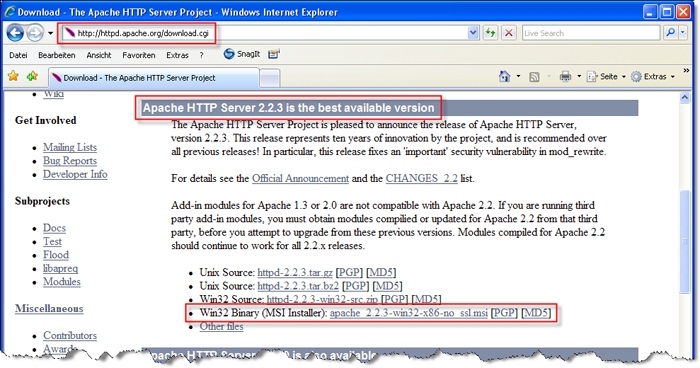 Download - The Apache HTTP Server Project - Windows Internet Explorer
http://httpd.apache.org/download.cgi
Live Search
Datei Bearbeiten Ansicht Favoriten Extras ? SnagIt
Download - The Apache HTTP Server Project
Seite Extras
Wiki
Get Involved
Mailing Lists
Bug Reports
Developer Info
Subprojects
Docs
Test
Flood
libapreq
Modules
Miscellaneous
Contributors
Awards
Apache HTTP Server 2.2.3 is the best available version
The Apache HTTP Server Project is pleased to announce the release of Apache HTTP Server,
version 2.2.3. This release represents ten years of innovation by the project, and is recommended over
all previous releases! In particular, this release fixes an 'important' security vulnerability in mod_rewrite.
For details see the Official Announcement and the CHANGES_2.2 list.
Add-in modules for Apache 1.3 or 2.0 are not compatible with Apache 2.2. If you are running third
party add-in modules, you must obtain modules compilied or updated for Apache 2.2 from that third
party, before you attempt to upgrade from these previous versions. Modules compiled for Apache 2.2
should continue to work for all 2.2.x releases.
Unix Source: httpd-2.2.3.tar.gz [PGP] [MD5]
Unix Source: httpd-2.2.3.tar.bz2 [PGP] [MD5]
Win32 Source: httpd-2.2.3-win32-src.zip [PGP] [MD5]
Win32 Binary (MSI Installer): apache_2.2.3-win32-x86-no_ssl.msi [PGP] [MD5]
Other files
is also available